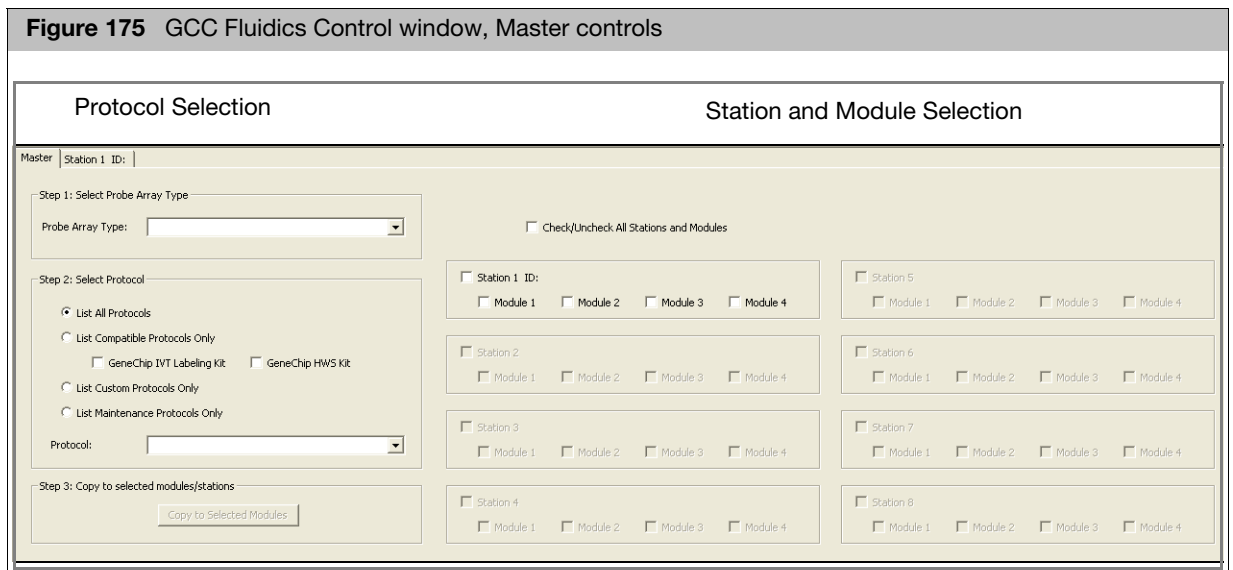 Figure 175 GCC Fluidics Control window, Master controls
Protocol Selection
Station and Module Selection
Master
Station 1 ID:
Step 1: Select Probe Array Type
Probe Array Type:
Step 2: Select Protocol
List All Protocols
List Compatible Protocols Only
GeneChip IVT Labeling Kit GeneChip HWS Kit
List Custom Protocols Only
List Maintenance Protocols Only
Protocol:
Step 3: Copy to selected modules/stations
Copy to Selected Modules
Check/Uncheck All Stations and Modules
Station 1 ID:
Module 1 Module 2 Module 3 Module 4
Station 2
Module 1 Module 2 Module 3 Module 4
Station 3
Module 1 Module 2 Module 3 Module 4
Station 4
Module 1 Module 2 Module 3 Module 4
Station 5
Module 1 Module 2 Module 3 Module 4
Station 6
Module 1 Module 2 Module 3 Module 4
Station 7
Module 1 Module 2 Module 3 Module 4
Station 8
Module 1 Module 2 Module 3 Module 4